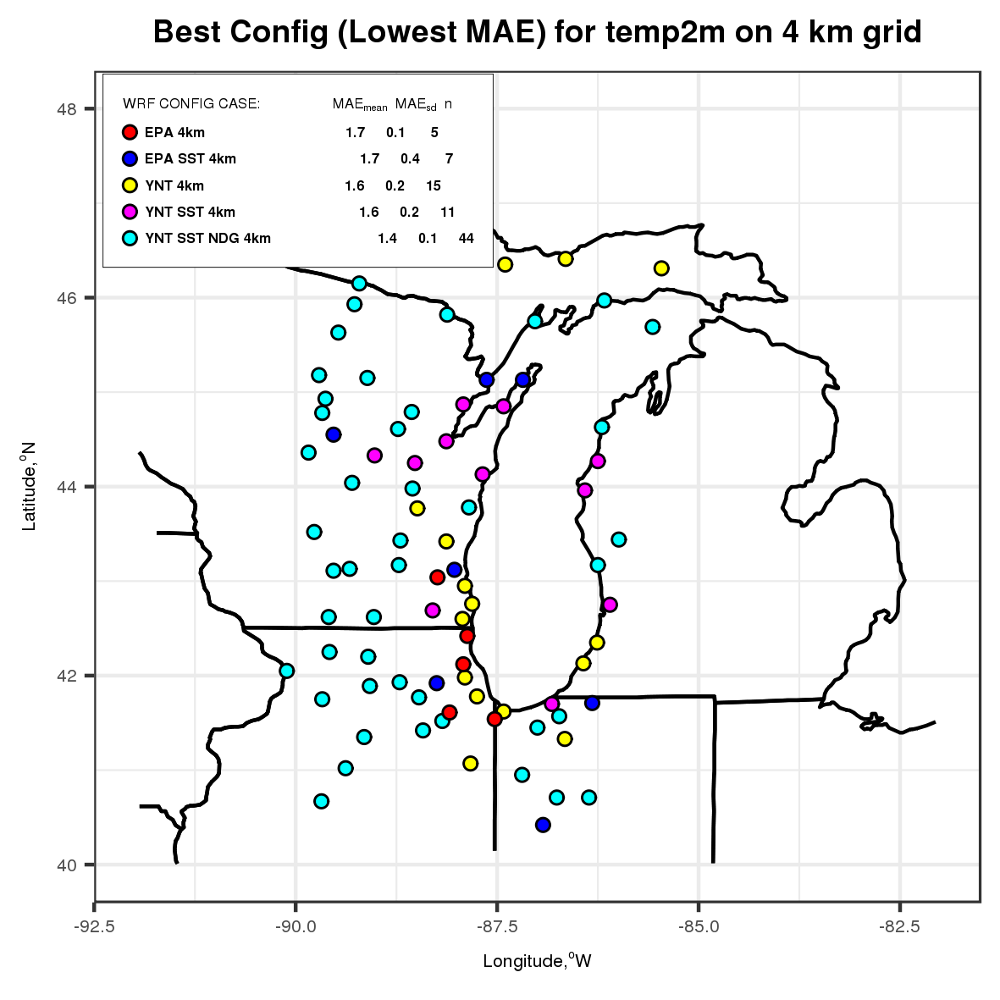 Best Config (Lowest MAE) for temp2m on 4 km grid
WRF CONFIG CASE: MAEmean MAEsd n
EPA 4km 1.7 0.1 5
EPA SST 4km 1.7 0.4 7
YNT 4km 1.6 0.2 15
YNT SST 4km 1.6 0.2 11
YNT SST NDG 4km 1.4 0.1 44
48
46
44
42
40
Latitude,°N
-92.5 -90.0 -87.5 -85.0 -82.5
Longitude,°W